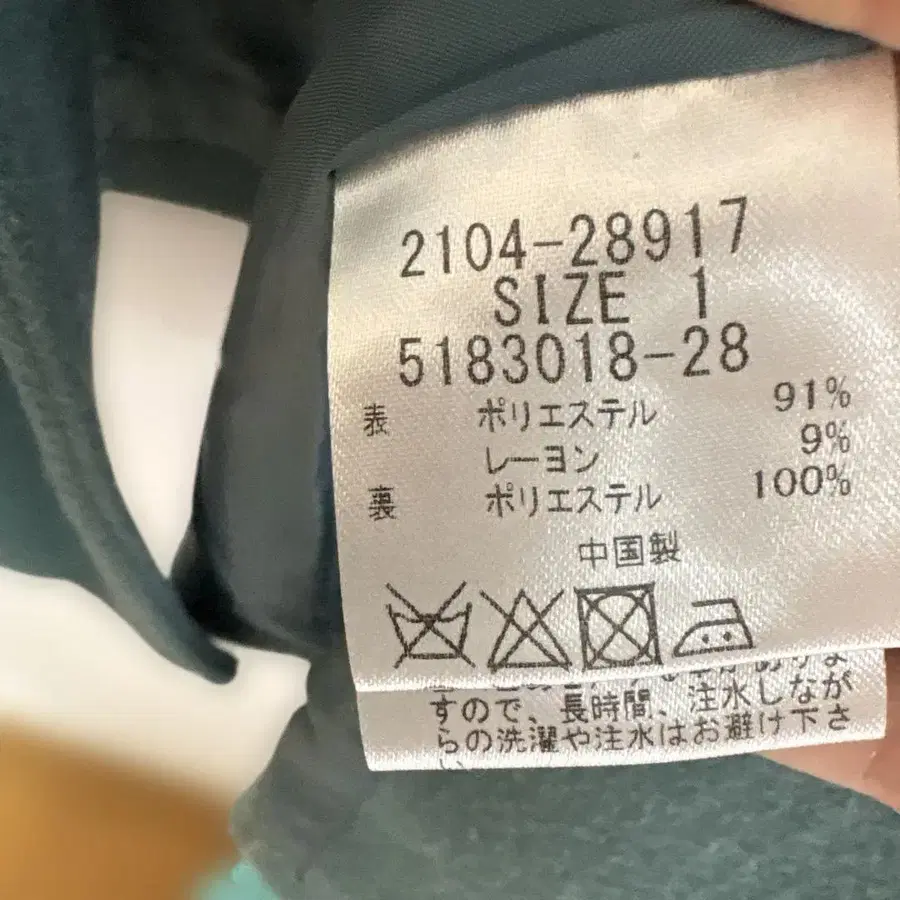 2104-28917
SIZE 1
5183018-28
表 ポリエステル 91%
レーヨン 9%
裏 ポリエステル 100%
中国製
すので、長時間、注水しなが
らの洗濯や注水はお避け下さ
い